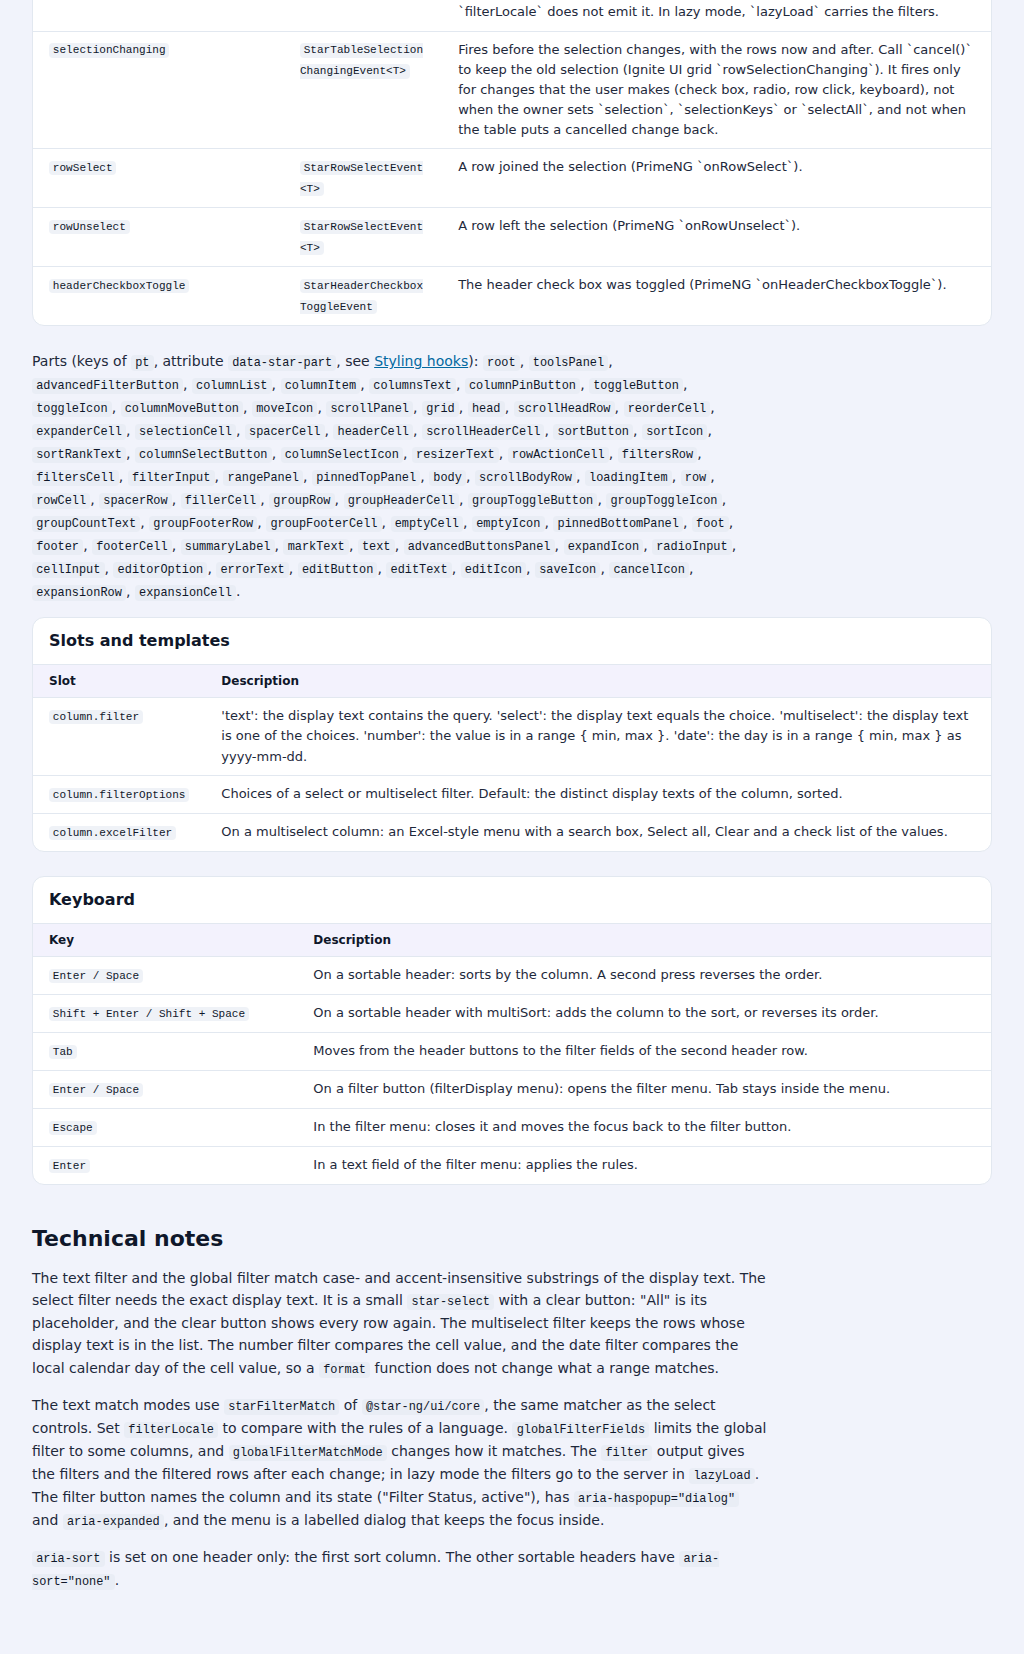 `filterLocale` does not emit it. In lazy mode, `lazyLoad` carries the filters.
selectionChanging
StarTableSelection
ChangingEvent<T>
Fires before the selection changes, with the rows now and after. Call `cancel()`
to keep the old selection (Ignite UI grid `rowSelectionChanging`). It fires only
for changes that the user makes (check box, radio, row click, keyboard), not
when the owner sets `selection`, `selectionKeys` or `selectAll`, and not when
the table puts a cancelled change back.
rowSelect
StarRowSelectEvent
<T>
A row joined the selection (PrimeNG `onRowSelect`).
rowUnselect
StarRowSelectEvent
<T>
A row left the selection (PrimeNG `onRowUnselect`).
headerCheckboxToggle
StarHeaderCheckbox
ToggleEvent
The header check box was toggled (PrimeNG `onHeaderCheckboxToggle`).
Parts (keys of pt, attribute data-star-part, see Styling hooks): root, toolsPanel,
advancedFilterButton, columnList, columnItem, columnsText, columnPinButton, toggleButton,
toggleIcon, columnMoveButton, moveIcon, scrollPanel, grid, head, scrollHeadRow, reorderCell,
expanderCell, selectionCell, spacerCell, headerCell, scrollHeaderCell, sortButton, sortIcon,
sortRankText, columnSelectButton, columnSelectIcon, resizerText, rowActionCell, filtersRow,
filtersCell, filterInput, rangePanel, pinnedTopPanel, body, scrollBodyRow, loadingItem, row,
rowCell, spacerRow, fillerCell, groupRow, groupHeaderCell, groupToggleButton, groupToggleIcon,
groupCountText, groupFooterRow, groupFooterCell, emptyCell, emptyIcon, pinnedBottomPanel, foot,
footer, footerCell, summaryLabel, markText, text, advancedButtonsPanel, expandIcon, radioInput,
cellInput, editorOption, errorText, editButton, editText, editIcon, saveIcon, cancelIcon,
expansionRow, expansionCell.
Slots and templates
Slot
Description
column.filter
'text': the display text contains the query. 'select': the display text equals the choice. 'multiselect': the display text
is one of the choices. 'number': the value is in a range { min, max }. 'date': the day is in a range { min, max } as
yyyy-mm-dd.
column.filterOptions
Choices of a select or multiselect filter. Default: the distinct display texts of the column, sorted.
column.excelFilter
On a multiselect column: an Excel-style menu with a search box, Select all, Clear and a check list of the values.
Keyboard
Key
Description
Enter / Space
On a sortable header: sorts by the column. A second press reverses the order.
Shift + Enter / Shift + Space
On a sortable header with multiSort: adds the column to the sort, or reverses its order.
Tab
Moves from the header buttons to the filter fields of the second header row.
Enter / Space
On a filter button (filterDisplay menu): opens the filter menu. Tab stays inside the menu.
Escape
In the filter menu: closes it and moves the focus back to the filter button.
Enter
In a text field of the filter menu: applies the rules.
Technical notes
The text filter and the global filter match case- and accent-insensitive substrings of the display text. The
select filter needs the exact display text. It is a small star-select with a clear button: "All" is its
placeholder, and the clear button shows every row again. The multiselect filter keeps the rows whose
display text is in the list. The number filter compares the cell value, and the date filter compares the
local calendar day of the cell value, so a format function does not change what a range matches.
The text match modes use starFilterMatch of @star-ng/ui/core, the same matcher as the select
controls. Set filterLocale to compare with the rules of a language. globalFilterFields limits the global
filter to some columns, and globalFilterMatchMode changes how it matches. The filter output gives
the filters and the filtered rows after each change; in lazy mode the filters go to the server in lazyLoad.
The filter button names the column and its state ("Filter Status, active"), has aria-haspopup="dialog"
and aria-expanded, and the menu is a labelled dialog that keeps the focus inside.
aria-sort is set on one header only: the first sort column. The other sortable headers have aria-
sort="none".